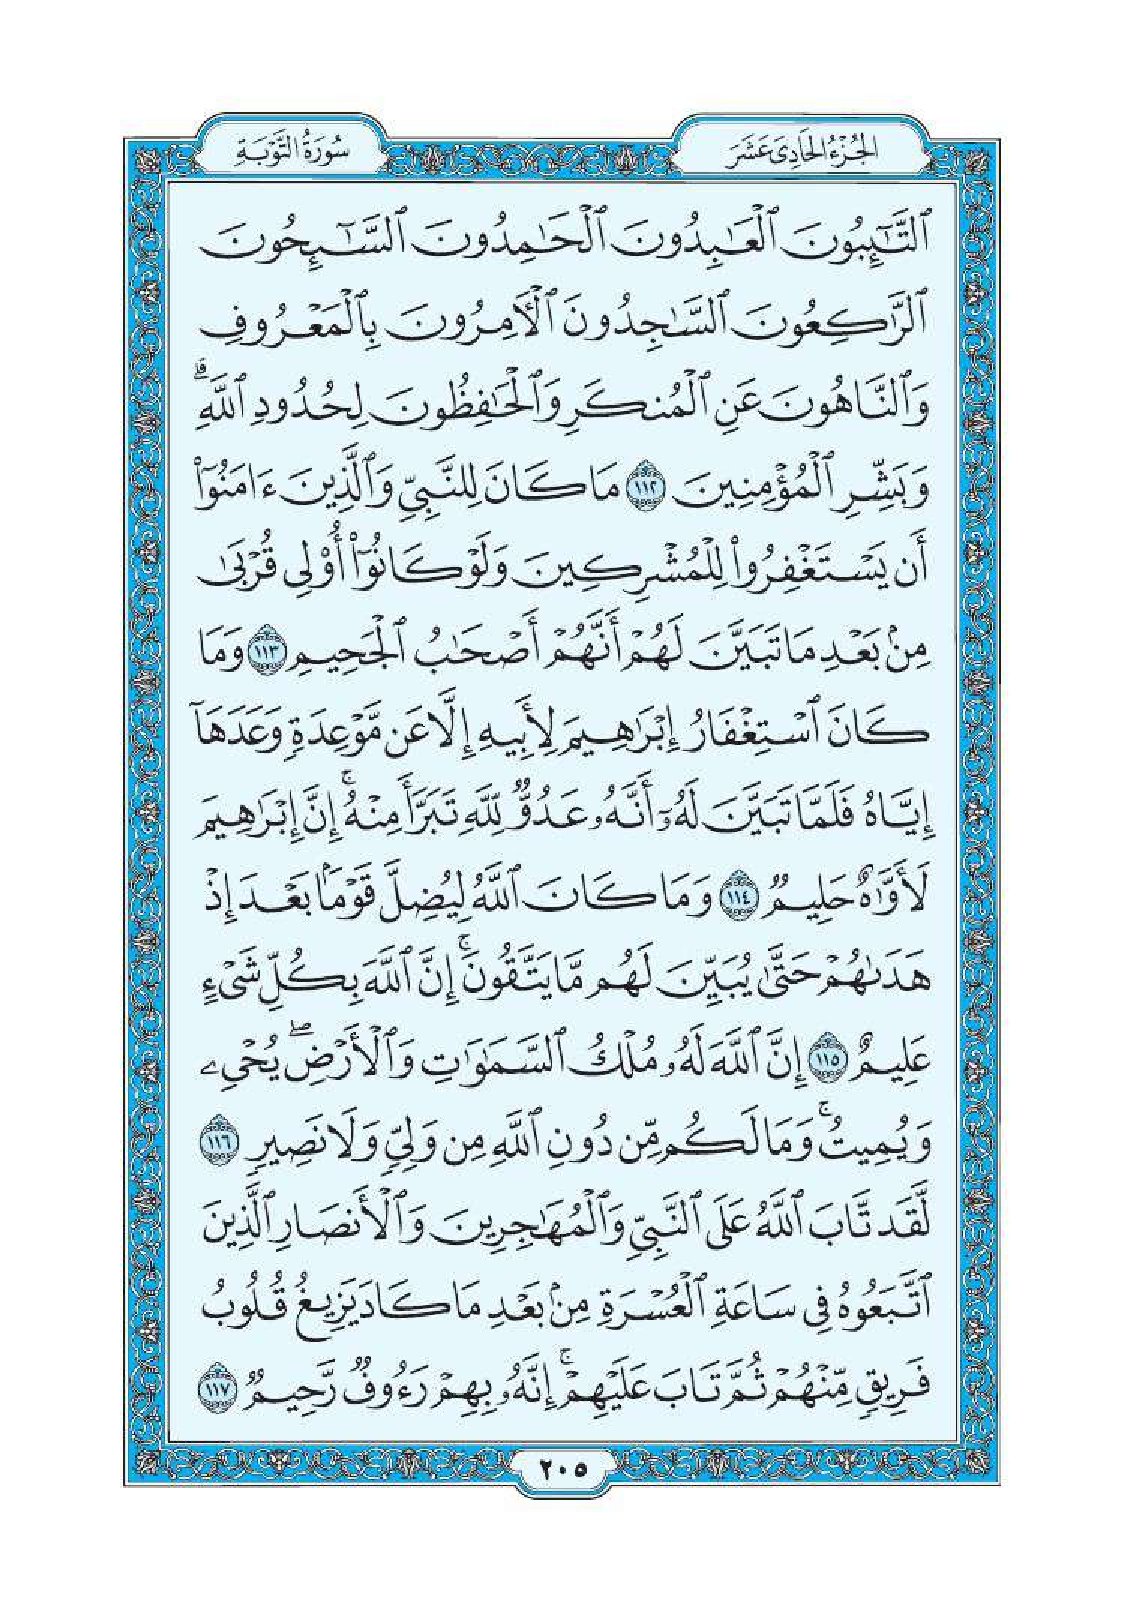 الجُزْءُ الحَادِى عَشَرَ
سُورَةُ التَّوْبَةِ
ٱلتَّٰٓئِبُونَ ٱلْعَٰبِدُونَ ٱلْحَٰمِدُونَ ٱلسَّٰٓئِحُونَ
ٱلرَّٰكِعُونَ ٱلسَّٰجِدُونَ ٱلْأٓمِرُونَ بِٱلْمَعْرُوفِ
وَٱلنَّاهُونَ عَنِ ٱلْمُنكَرِ وَٱلْحَٰفِظُونَ لِحُدُودِ ٱللَّهِۗ
وَبَشِّرِ ٱلْمُؤْمِنِينَ ١١٢ مَا كَانَ لِلنَّبِىِّ وَٱلَّذِينَ ءَامَنُوٓا۟
أَن يَسْتَغْفِرُوا۟ لِلْمُشْرِكِينَ وَلَوْ كَانُوٓا۟ أُو۟لِى قُرْبَىٰ
مِنۢ بَعْدِ مَا تَبَيَّنَ لَهُمْ أَنَّهُمْ أَصْحَٰبُ ٱلْجَحِيمِ ١١٣ وَمَا
كَانَ ٱسْتِغْفَارُ إِبْرَٰهِيمَ لِأَبِيهِ إِلَّا عَن مَّوْعِدَةٍ وَعَدَهَآ
إِيَّاهُ فَلَمَّا تَبَيَّنَ لَهُۥٓ أَنَّهُۥ عَدُوٌّ لِّلَّهِ تَبَرَّأَ مِنْهُۚ إِنَّ إِبْرَٰهِيمَ
لَأَوَّٰهٌ حَلِيمٌ ١١٤ وَمَا كَانَ ٱللَّهُ لِيُضِلَّ قَوْمًۢا بَعْدَ إِذْ
هَدَىٰهُمْ حَتَّىٰ يُبَيِّنَ لَهُم مَّا يَتَّقُونَۚ إِنَّ ٱللَّهَ بِكُلِّ شَىْءٍ
عَلِيمٌ ١١٥ إِنَّ ٱللَّهَ لَهُۥ مُلْكُ ٱلسَّمَٰوَٰتِ وَٱلْأَرْضِۖ يُحْىِۦ
وَيُمِيتُۚ وَمَا لَكُم مِّن دُونِ ٱللَّهِ مِن وَلِىٍّ وَلَا نَصِيرٍ ١١٦
لَّقَد تَّابَ ٱللَّهُ عَلَى ٱلنَّبِىِّ وَٱلْمُهَٰجِرِينَ وَٱلْأَنصَارِ ٱلَّذِينَ
ٱتَّبَعُوهُ فِى سَاعَةِ ٱلْعُسْرَةِ مِنۢ بَعْدِ مَا كَادَ يَزِيغُ قُلُوبُ
فَرِيقٍ مِّنْهُمْ ثُمَّ تَابَ عَلَيْهِمْۚ إِنَّهُۥ بِهِمْ رَءُوفٌ رَّحِيمٌ ١١٧
٢٠٥